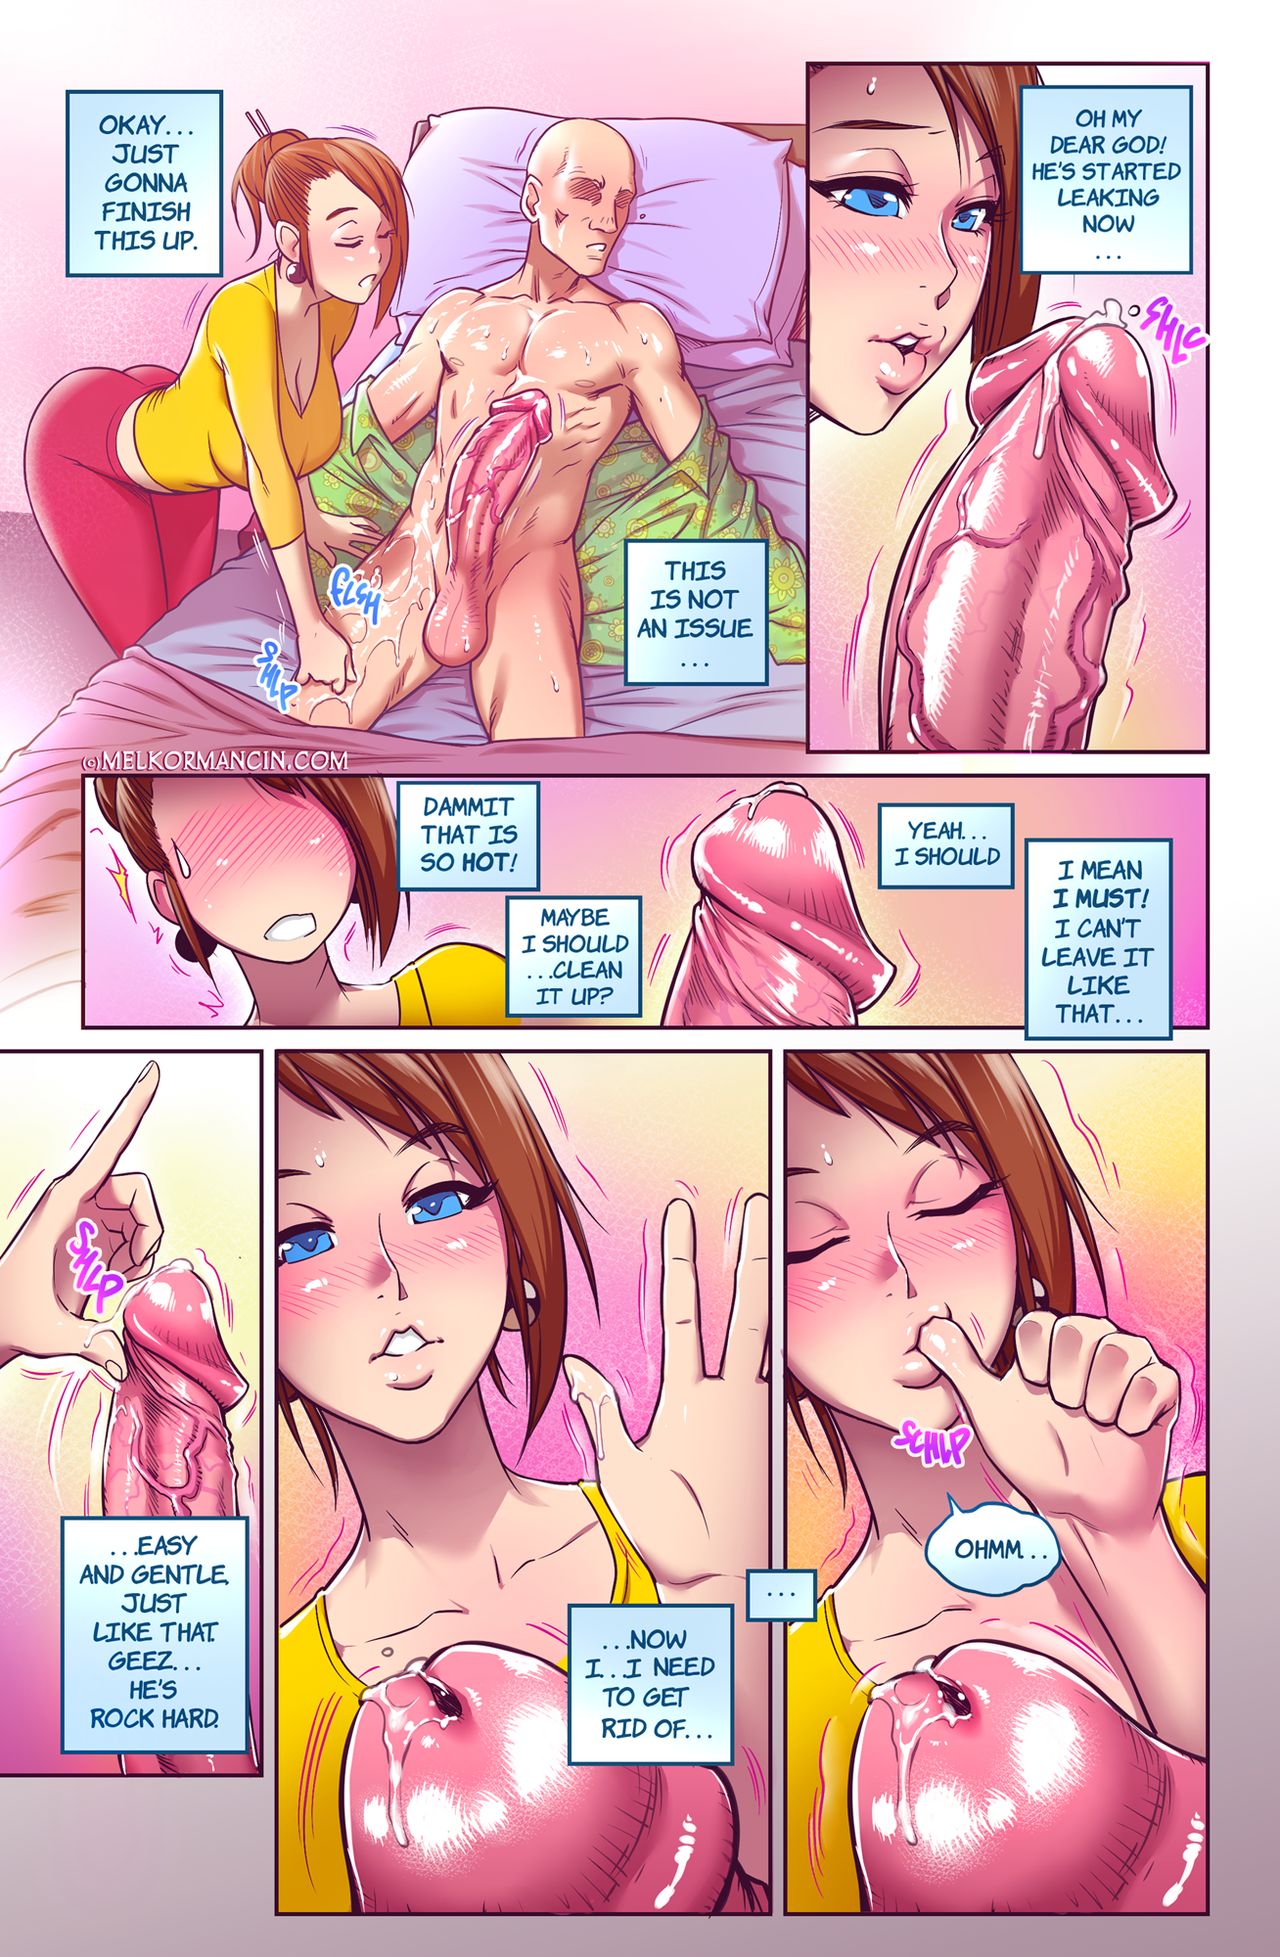 OKAY...
JUST
GONNA
FINISH
THIS UP.
THIS
IS NOT
AN ISSUE
...
FLSH
SHLP
©MELKORMANCIN.COM
OH MY
DEAR GOD!
HE'S STARTED
LEAKING
NOW
...
SHLC
DAMMIT
THAT IS
SO HOT!
MAYBE
I SHOULD
...CLEAN
IT UP?
YEAH...
I SHOULD
I MEAN
I MUST!
I CAN'T
LEAVE IT
LIKE
THAT...
SHLP
...EASY
AND GENTLE,
JUST
LIKE THAT.
GEEZ...
HE'S
ROCK HARD.
...NOW
I...I NEED
TO GET
RID OF...
...
SCHLP
OHMM...